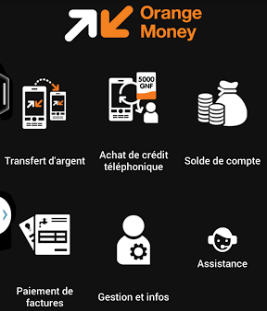 Orange
Money
5000
GNF
Transfert d'argent
Achat de crédit
téléphonique
Solde de compte
Paiement de
factures
Gestion et infos
Assistance